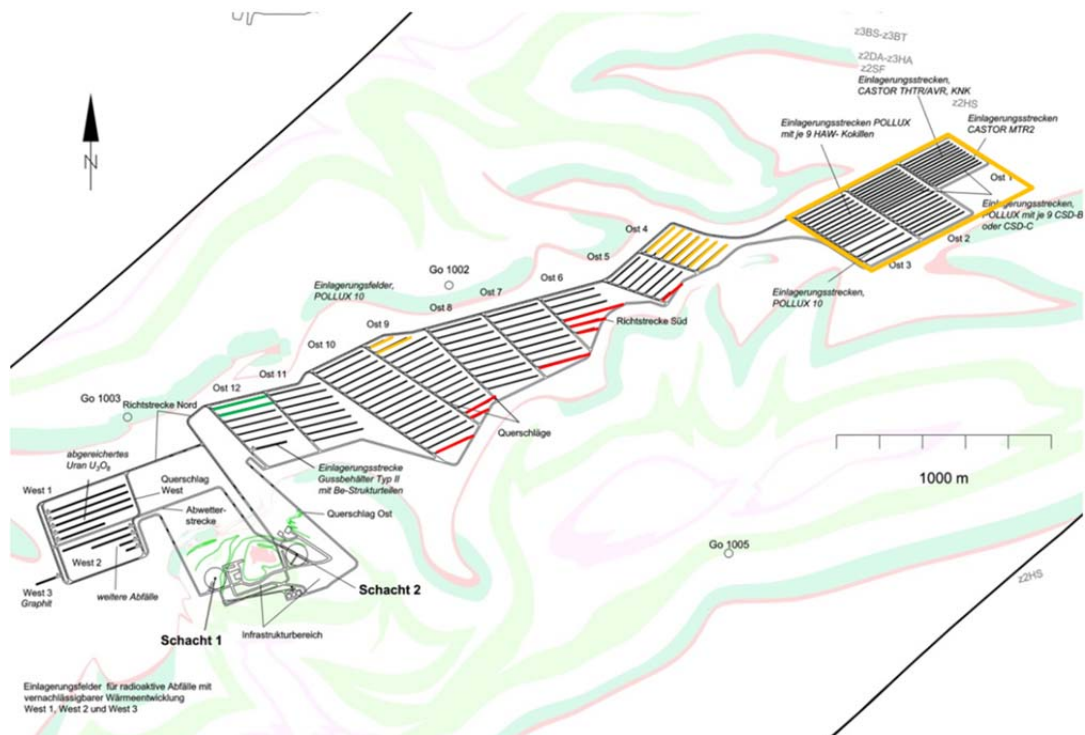 z3BS-z3BT
z2DA-z3HA
z2SF
Einlagerungsstrecken,
CASTOR THTR/AVR, KNK
z2HS
Einlagerungsstrecken POLLUX
mit je 9 HAW- Kokillen
Einlagerungsstrecken
CASTOR MTR2
N
Ost 1
Einlagerungsstrecken,
POLLUX mit je 9 CSD-B
oder CSD-C
Ost 2
Ost 3
Einlagerungsstrecken,
POLLUX 10
Ost 4
Ost 5
Ost 6
Go 1002
Einlagerungsfelder,
POLLUX 10
Ost 7
Ost 8
Ost 9
Richtstrecke Süd
Ost 10
Ost 11
Ost 12
Go 1003
Richtstrecke Nord
Querschläge
abgereichertes
Uran U3O8
Einlagerungsstrecke
Gussbehälter Typ II
mit Be-Strukturteilen
1000 m
West 1
Querschlag
West
Abwetter-
strecke
Querschlag Ost
West 2
Go 1005
West 3
Graphit
weitere Abfälle
Schacht 2
z2HS
Schacht 1
Infrastrukturbereich
Einlagerungsfelder für radioaktive Abfälle mit
vernachlässigbarer Wärmeentwicklung
West 1, West 2 und West 3